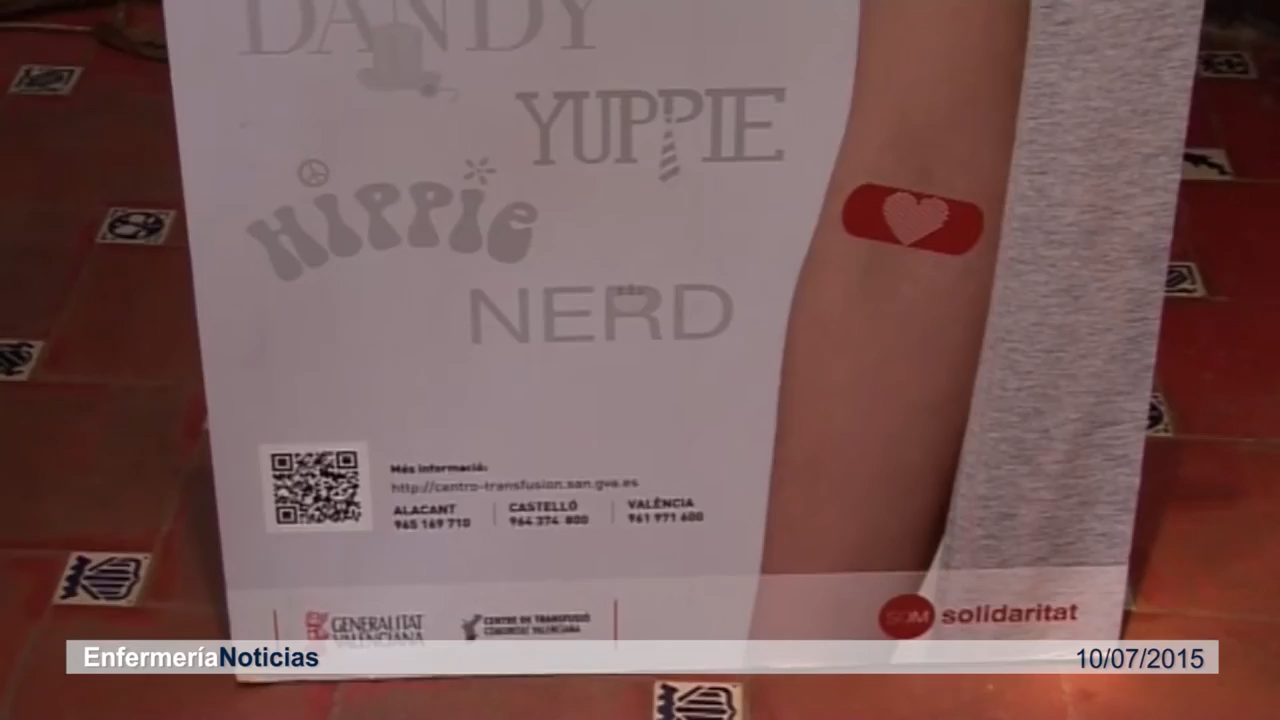 DANDY
YUPPIE
HiPPie
NERD
Més informació:
http://centro-transfusion.san.gva.es
ALACANT
965 169 710
CASTELLÓ
964 374 800
VALÈNCIA
961 971 600
GENERALITAT
VALENCIANA
CENTRE DE TRANSFUSIÓ
COMUNITAT VALENCIANA
SOM solidaritat
EnfermeríaNoticias
10/07/2015